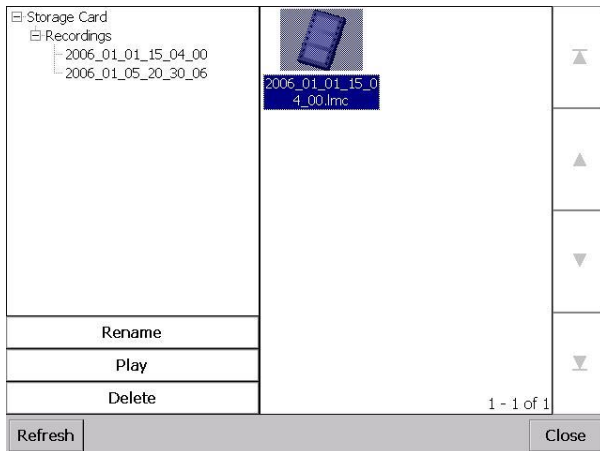 Storage Card
Recordings
2006_01_01_15_04_00
2006_01_05_20_30_06
2006_01_01_15_0
4_00.lmc
Rename
Play
Delete
1 - 1 of 1
Refresh
Close